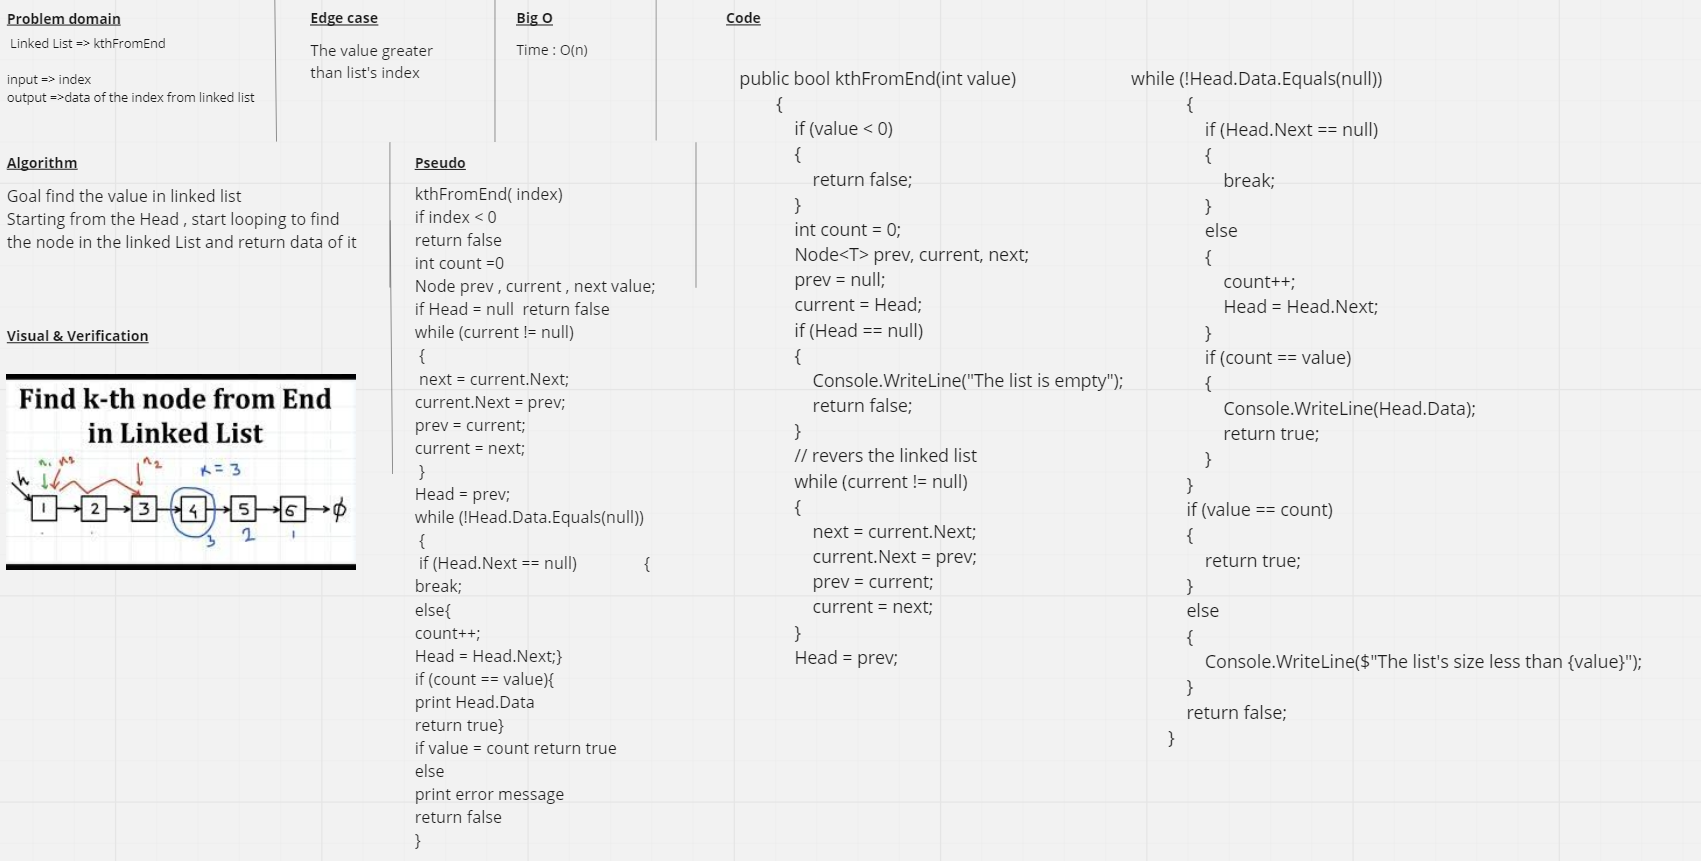 Problem domain
Linked List => kthFromEnd
input => index
output =>data of the index from linked list
Edge case
The value greater
than list's index
Big O
Time : O(n)
Algorithm
Goal find the value in linked list
Starting from the Head , start looping to find
the node in the linked List and return data of it
Visual & Verification
Find k-th node from End
in Linked List
h
n₁
n₂
n₂
k = 3
1 2 3 4 5 6 ϕ
3 2 1
Pseudo
kthFromEnd( index)
if index < 0
return false
int count =0
Node prev , current , next value;
if Head = null  return false
while (current != null)
{
next = current.Next;
current.Next = prev;
prev = current;
current = next;
}
Head = prev;
while (!Head.Data.Equals(null))
{
if (Head.Next == null) {
break;
else{
count++;
Head = Head.Next;}
if (count == value){
print Head.Data
return true}
if value = count return true
else
print error message
return false
}
Code
public bool kthFromEnd(int value)
{
if (value < 0)
{
return false;
}
int count = 0;
Node<T> prev, current, next;
prev = null;
current = Head;
if (Head == null)
{
Console.WriteLine("The list is empty");
return false;
}
// revers the linked list
while (current != null)
{
next = current.Next;
current.Next = prev;
prev = current;
current = next;
}
Head = prev;
while (!Head.Data.Equals(null))
{
if (Head.Next == null)
{
break;
}
else
{
count++;
Head = Head.Next;
}
if (count == value)
{
Console.WriteLine(Head.Data);
return true;
}
}
if (value == count)
{
return true;
}
else
{
Console.WriteLine($"The list's size less than {value}");
}
return false;
}